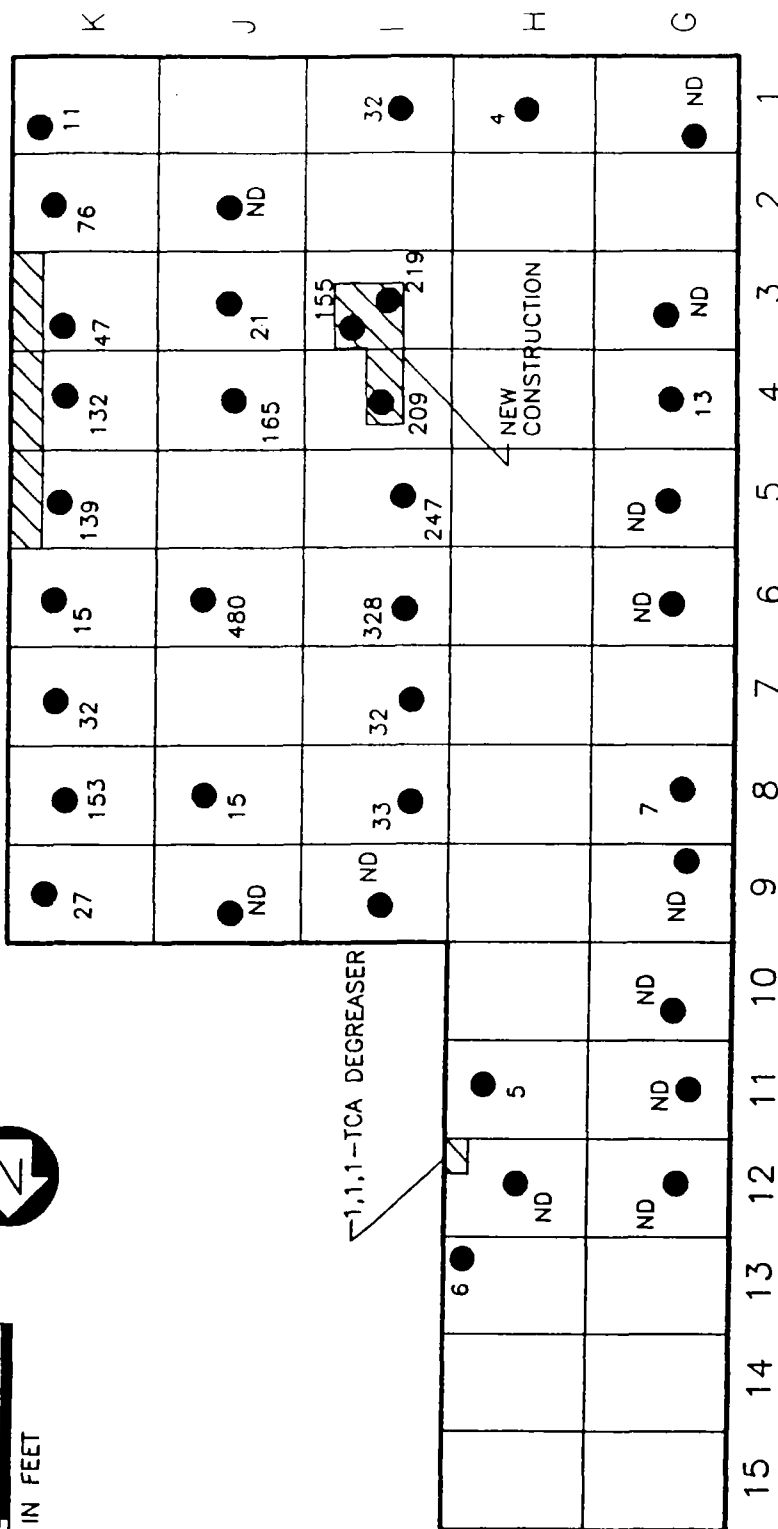 IN FEET
N
27
153
32
15
139
132
47
76
11
K
ND
15
480
165
21
ND
J
1,1,1-TCA DEGREASER
ND
33
32
328
247
209
155
219
32
I
6
ND
5
NEW
CONSTRUCTION
4
H
ND
ND
ND
ND
7
ND
ND
13
ND
ND
G
15
14
13
12
11
10
9
8
7
6
5
4
3
2
1